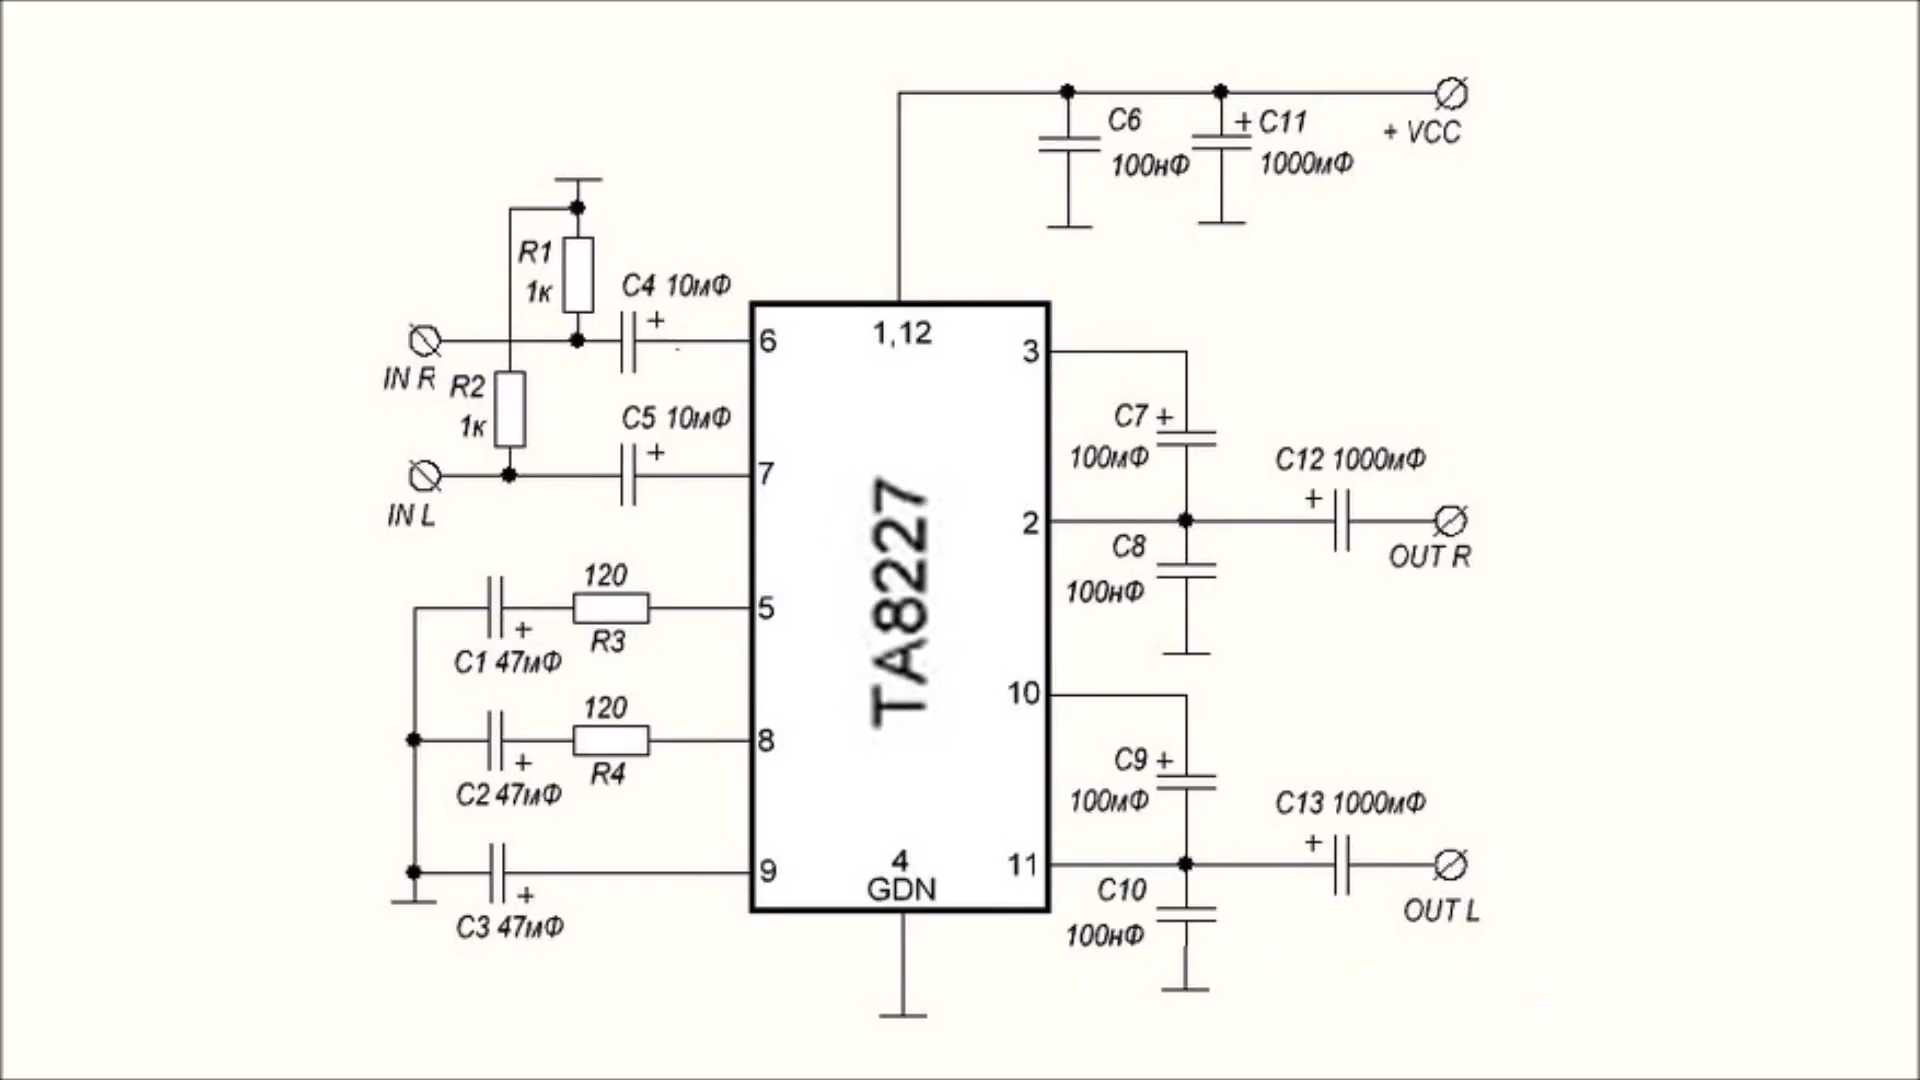 C6
100нФ
+ C11
1000мФ
+ VCC
R1
1к
C4 10мФ
+
IN R
R2
1к
C5 10мФ
+
IN L
6
7
1,12
3
C7 +
100мФ
2
C12 1000мФ
+
OUT R
C8
100нФ
TA8227
120
R3
5
+
C1 47мФ
120
R4
8
+
C2 47мФ
9
+
C3 47мФ
4
GDN
10
C9 +
100мФ
11
C13 1000мФ
+
OUT L
C10
100нФ